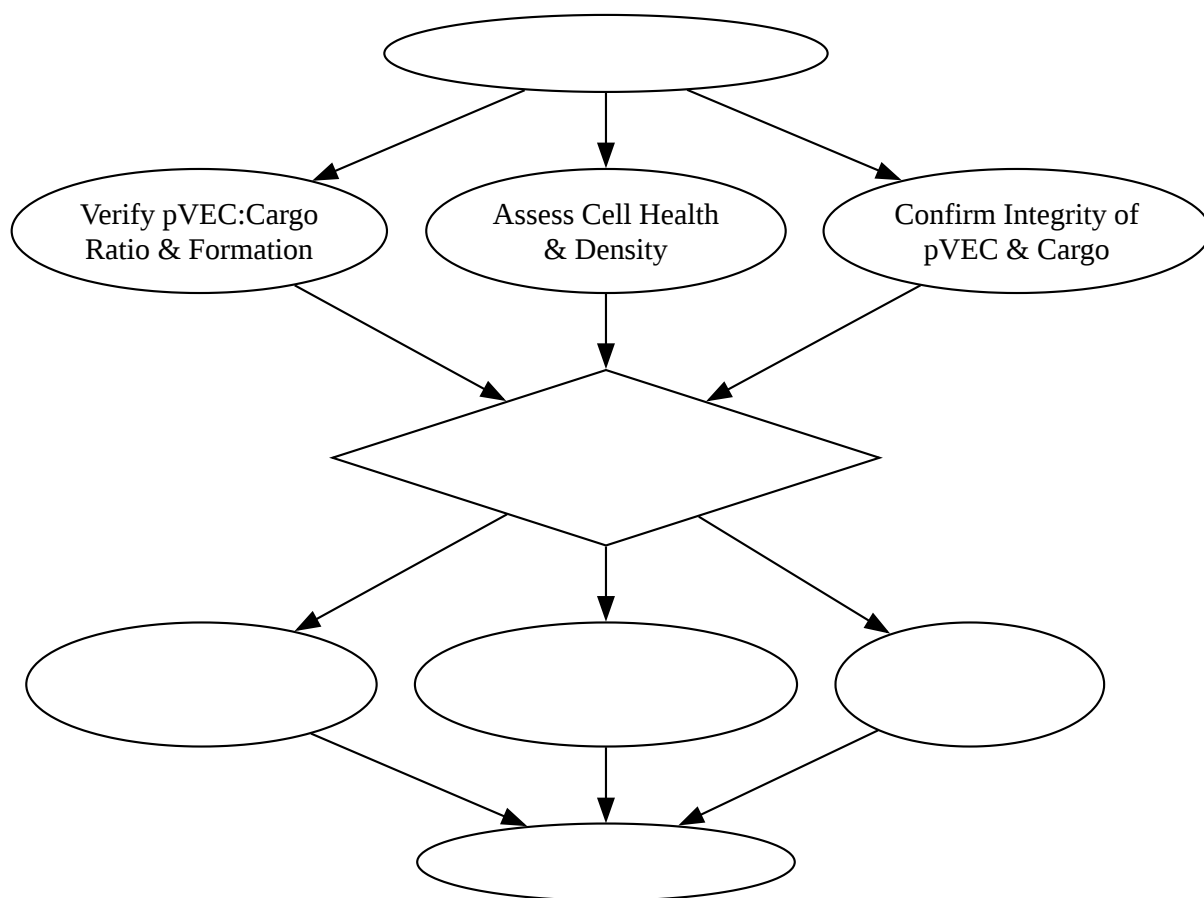 Verify pVEC:Cargo
Ratio & Formation
Assess Cell Health
& Density
Confirm Integrity of
pVEC & Cargo